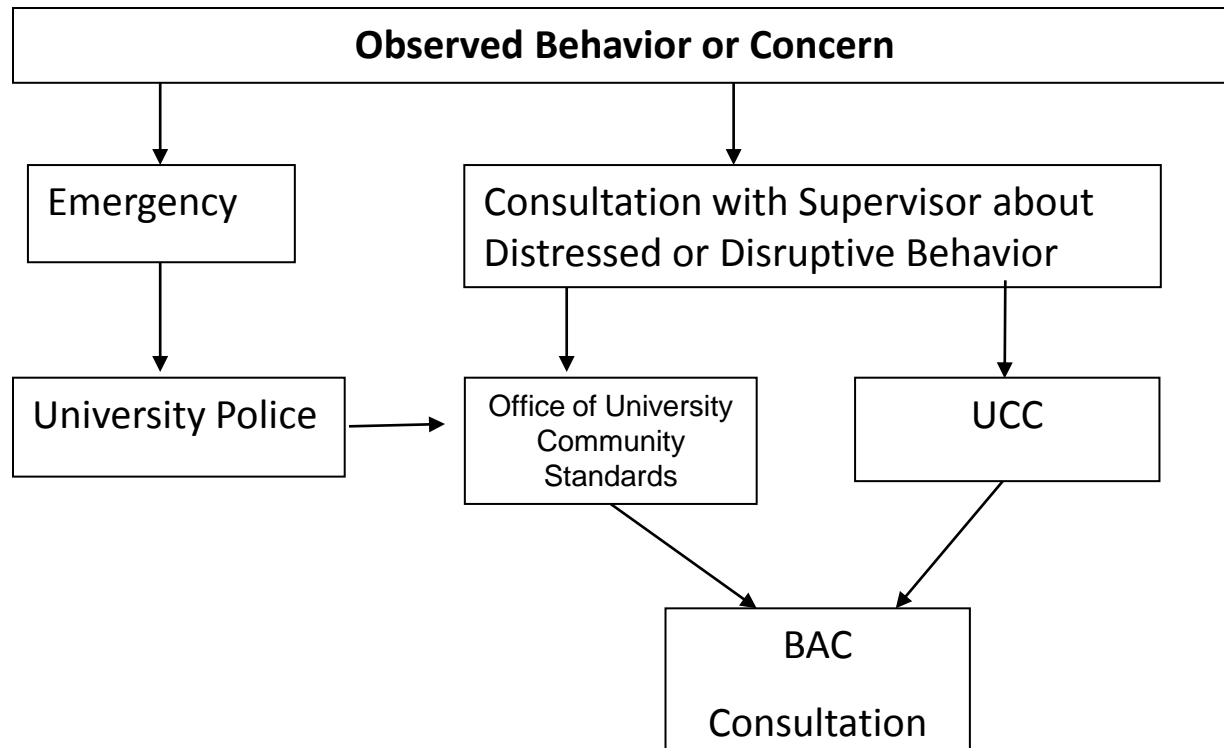 Observed Behavior or Concern
Emergency
Consultation with Supervisor about
Distressed or Disruptive Behavior
University Police
Office of University
Community
Standards
UCC
BAC
Consultation